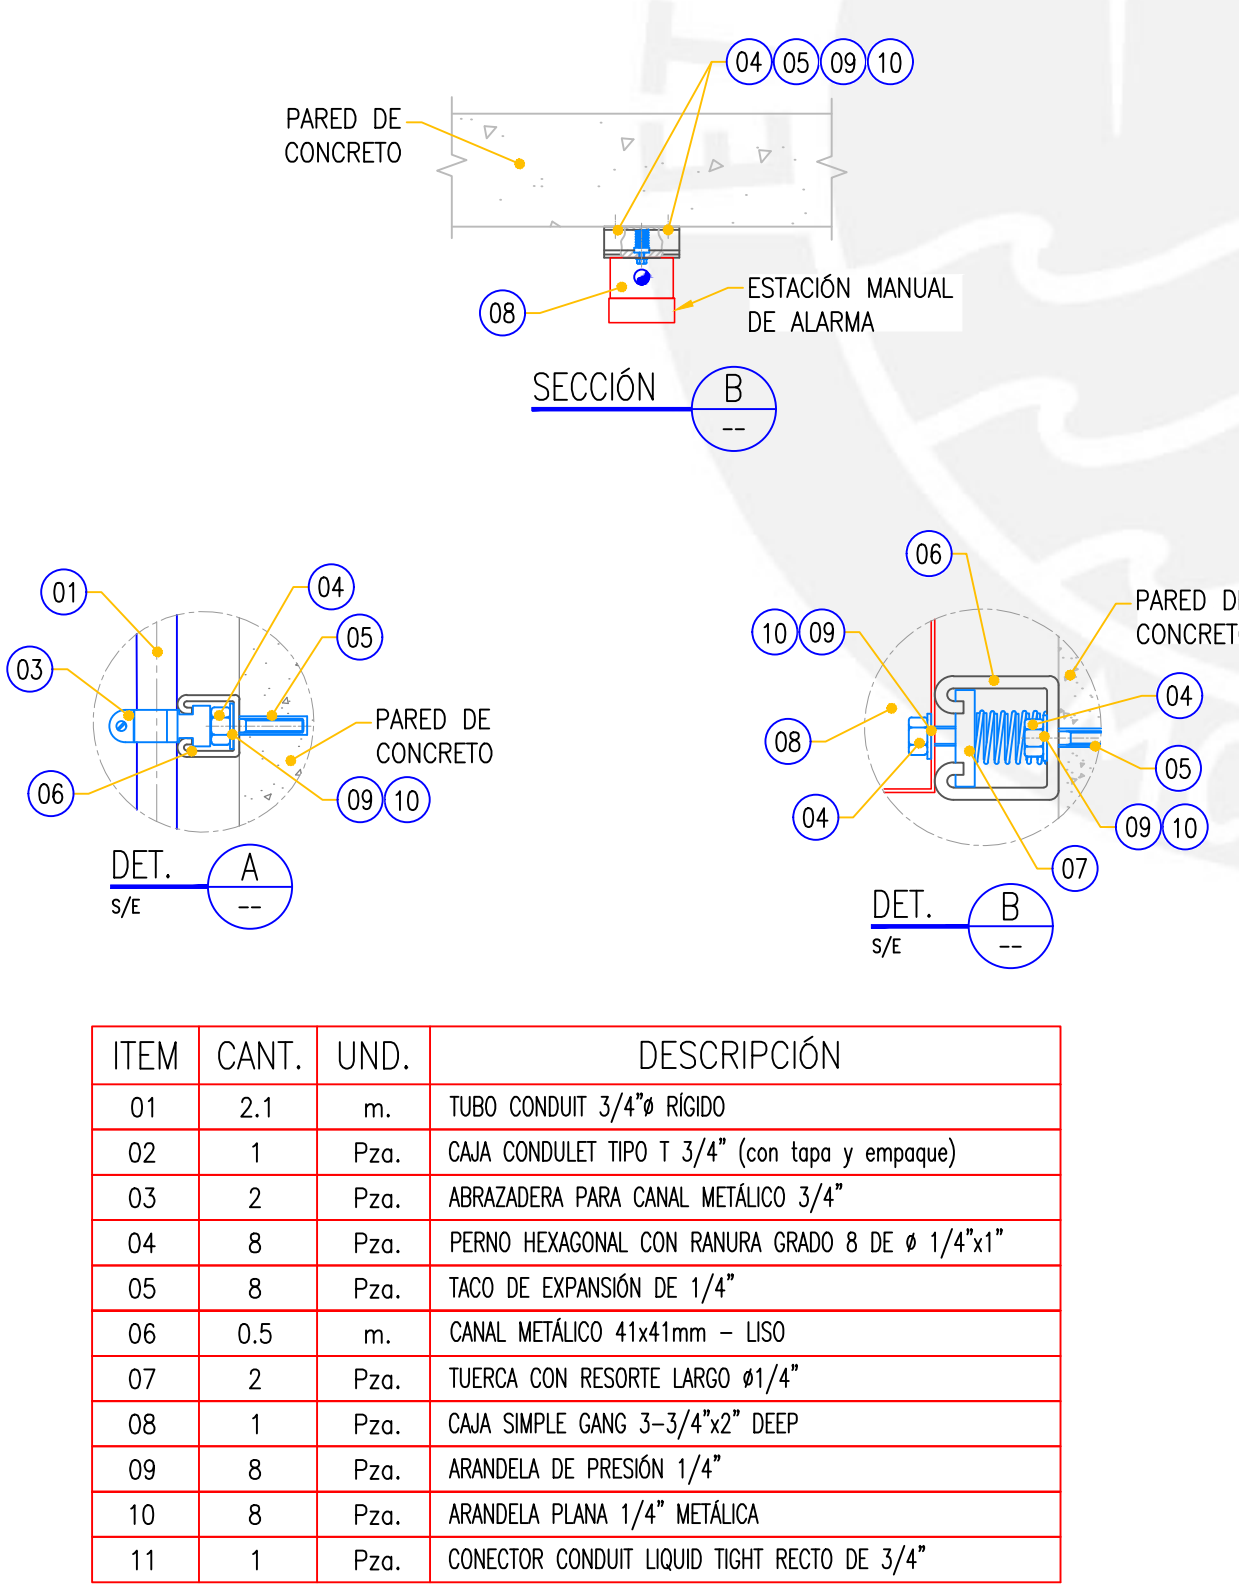 04 05 09 10
PARED DE
CONCRETO
08
ESTACIÓN MANUAL
DE ALARMA
SECCIÓN B
--
01
04
05
03
PARED DE
CONCRETO
06
09 10
DET. A
S/E --
06
PARED DE
CONCRETO
10 09
04
08
05
04
09 10
07
DET. B
S/E --
ITEM CANT. UND. DESCRIPCIÓN
01 2.1 m. TUBO CONDUIT 3/4"ø RÍGIDO
02 1 Pza. CAJA CONDULET TIPO T 3/4" (con tapa y empaque)
03 2 Pza. ABRAZADERA PARA CANAL METÁLICO 3/4"
04 8 Pza. PERNO HEXAGONAL CON RANURA GRADO 8 DE ø 1/4"x1"
05 8 Pza. TACO DE EXPANSIÓN DE 1/4"
06 0.5 m. CANAL METÁLICO 41x41mm – LISO
07 2 Pza. TUERCA CON RESORTE LARGO ø1/4"
08 1 Pza. CAJA SIMPLE GANG 3–3/4"x2" DEEP
09 8 Pza. ARANDELA DE PRESIÓN 1/4"
10 8 Pza. ARANDELA PLANA 1/4" METÁLICA
11 1 Pza. CONECTOR CONDUIT LIQUID TIGHT RECTO DE 3/4"